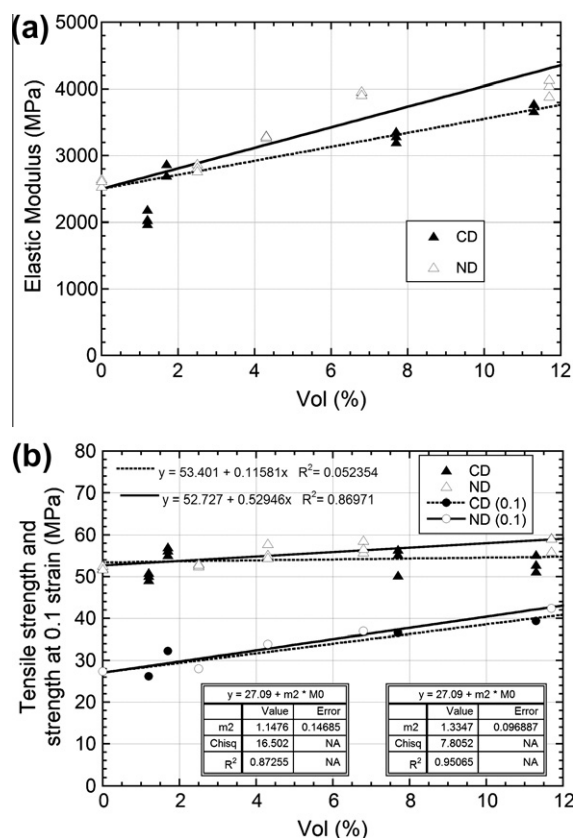 (a)
5000
4000
3000
2000
1000
0
Elastic Modulus (MPa)
CD
ND
0 2 4 6 8 10 12
Vol (%)
(b)
80
70
60
50
40
30
20
10
0
Tensile strength and
strength at 0.1 strain (MPa)
y = 53.401 + 0.11581x R²= 0.052354
y = 52.727 + 0.52946x R²= 0.86971
CD
ND
CD (0.1)
ND (0.1)
y = 27.09 + m2 * M0
Value Error
m2 1.1476 0.14685
Chisq 16.502 NA
R² 0.87255 NA
y = 27.09 + m2 * M0
Value Error
m2 1.3347 0.096887
Chisq 7.8052 NA
R² 0.95065 NA
0 2 4 6 8 10 12
Vol (%)